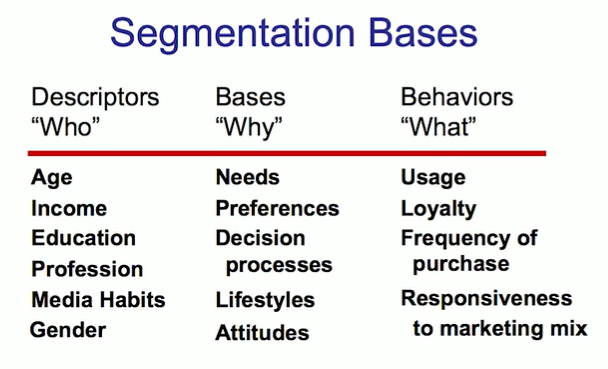 Segmentation Bases
Descriptors
“Who”
Bases
“Why”
Behaviors
“What”
Age
Income
Education
Profession
Media Habits
Gender
Needs
Preferences
Decision
processes
Lifestyles
Attitudes
Usage
Loyalty
Frequency of
purchase
Responsiveness
to marketing mix